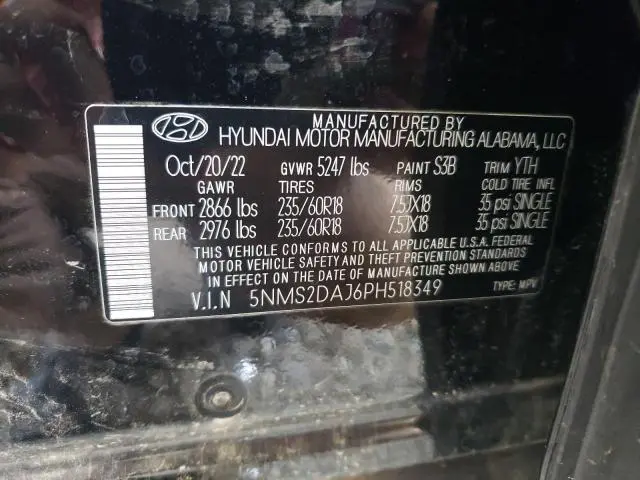 MANUFACTURED BY
HYUNDAI MOTOR MANUFACTURING ALABAMA, LLC
Oct/20/22 GVWR 5247 lbs PAINT S3B TRIM YTH
GAWR TIRES RIMS COLD TIRE INFL
FRONT 2866 lbs 235/60R18 7.5JX18 35 psi SINGLE
REAR 2976 lbs 235/60R18 7.5JX18 35 psi SINGLE
THIS VEHICLE CONFORMS TO ALL APPLICABLE U.S.A. FEDERAL
MOTOR VEHICLE SAFETY AND THEFT PREVENTION STANDARDS
IN EFFECT ON THE DATE OF MANUFACTURE SHOWN ABOVE.
V.I.N 5NMS2DAJ6PH518349 TYPE: MPV